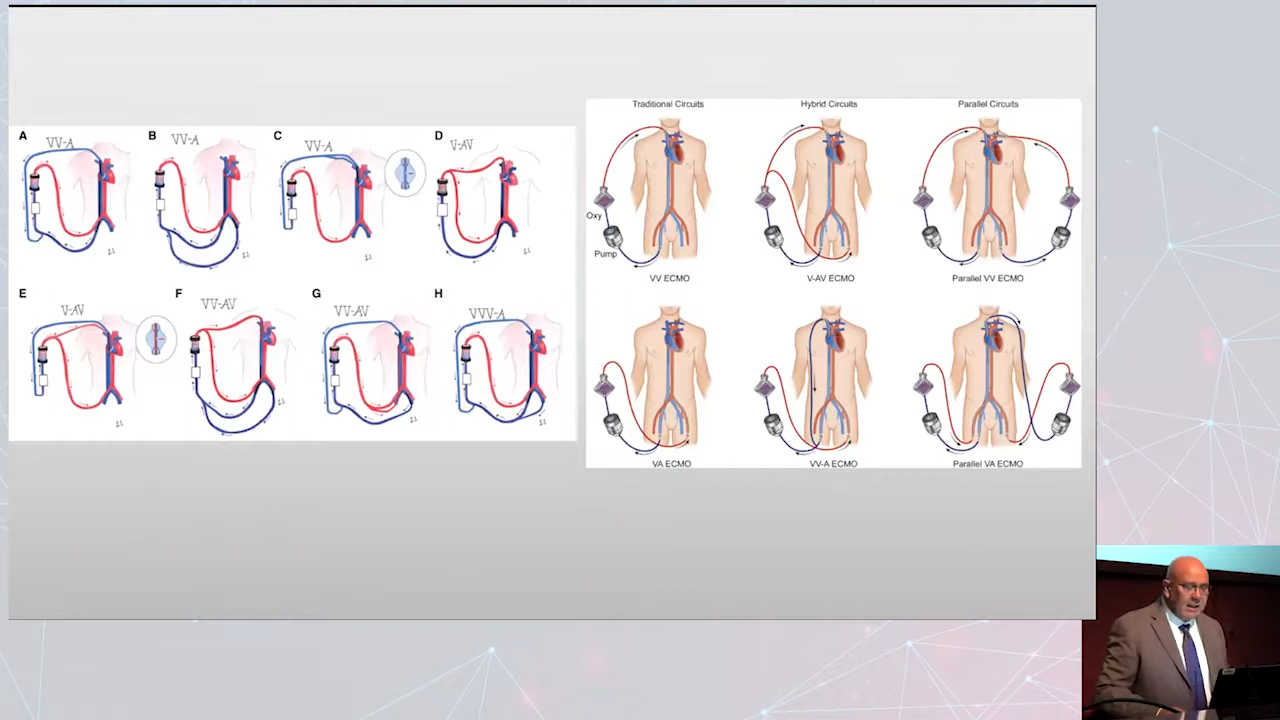 A
VV-A
B
VV-A
C
VV-A
D
V-AV
E
V-AV
F
VV-AV
G
VV-AV
H
VVV-A
Traditional Circuits
Hybrid Circuits
Parallel Circuits
Oxy
Pump
VV ECMO
V-AV ECMO
Parallel VV ECMO
VA ECMO
VV-A ECMO
Parallel VA ECMO